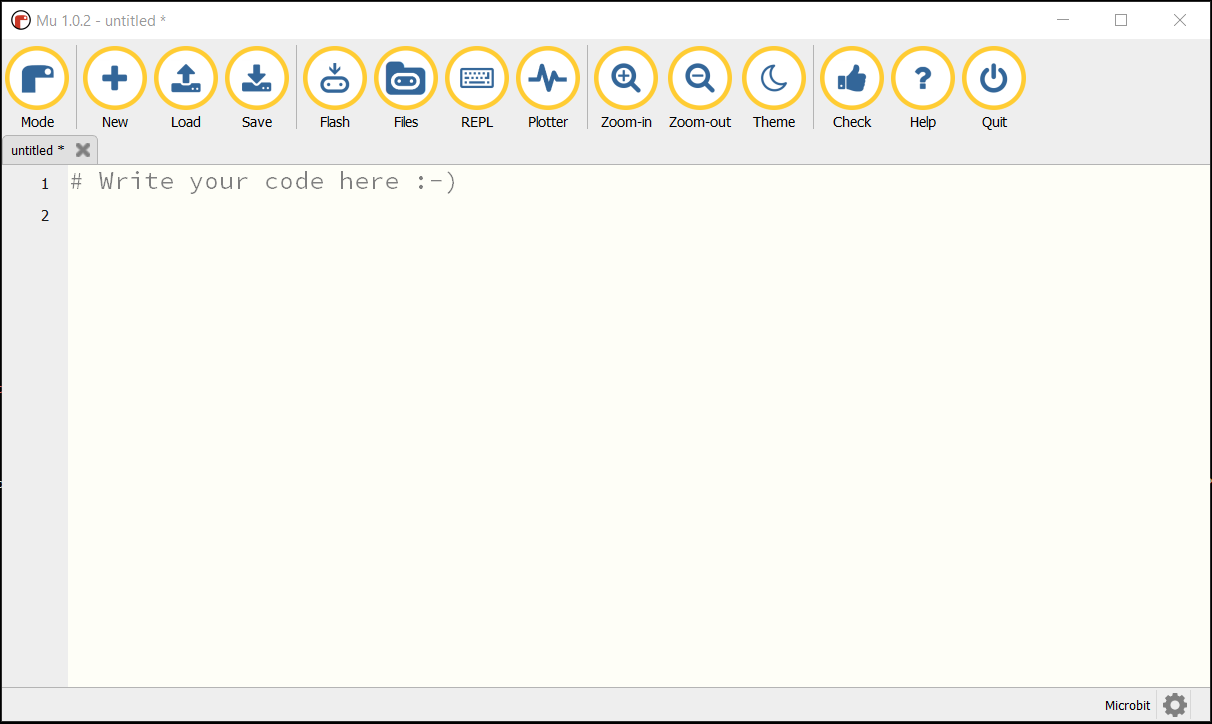 Mu 1.0.2 - untitled *
Mode New Load Save Flash Files REPL Plotter Zoom-in Zoom-out Theme Check Help Quit
untitled *
1 # Write your code here :-)
2
Microbit